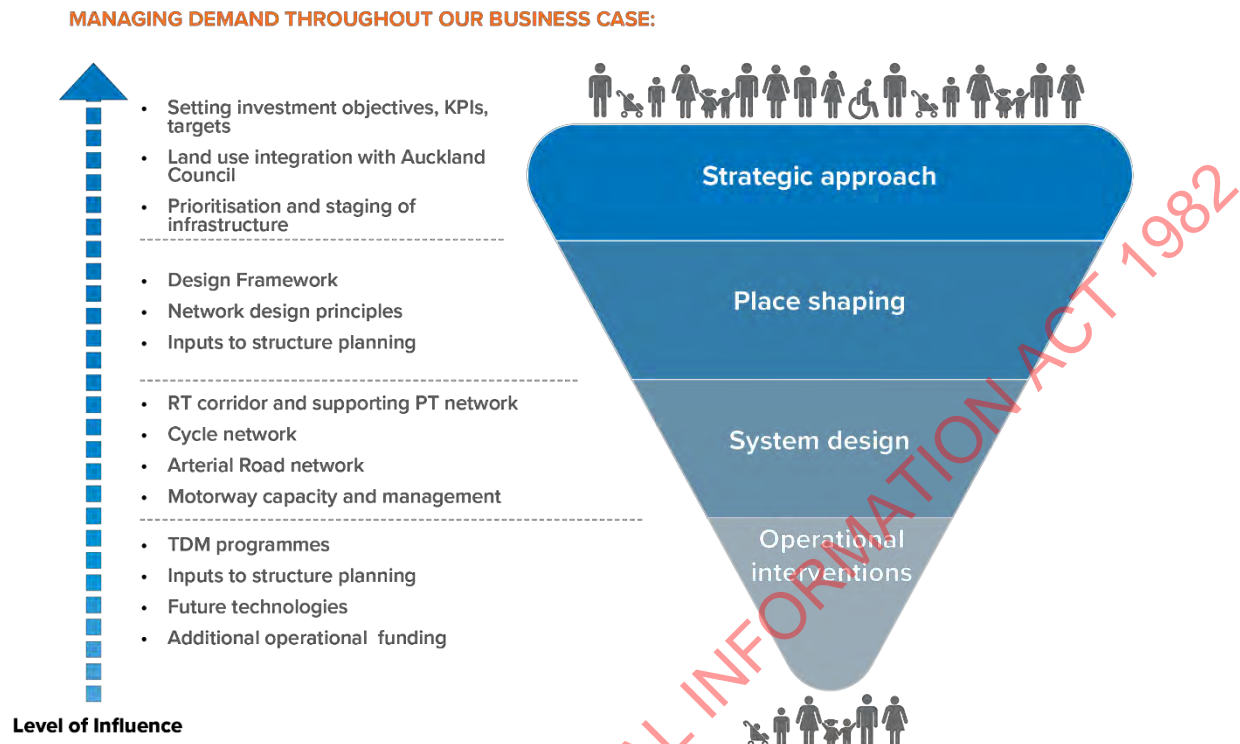 MANAGING DEMAND THROUGHOUT OUR BUSINESS CASE:
• Setting investment objectives, KPIs,
targets
• Land use integration with Auckland
Council
• Prioritisation and staging of
infrastructure
Strategic approach
• Design Framework
• Network design principles
• Inputs to structure planning
Place shaping
• RT corridor and supporting PT network
• Cycle network
• Arterial Road network
• Motorway capacity and management
System design
• TDM programmes
• Inputs to structure planning
• Future technologies
• Additional operational funding
Operational
interventions
Level of Influence
INFORMATION ACT 1982